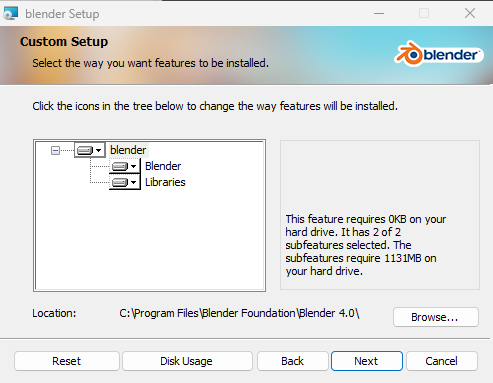 blender Setup
Custom Setup
Select the way you want features to be installed.
blender
Click the icons in the tree below to change the way features will be installed.
blender
Blender
Libraries
This feature requires 0KB on your
hard drive. It has 2 of 2
subfeatures selected. The
subfeatures require 1131MB on
your hard drive.
Location: C:\Program Files\Blender Foundation\Blender 4.0\
Browse...
Reset Disk Usage Back Next Cancel